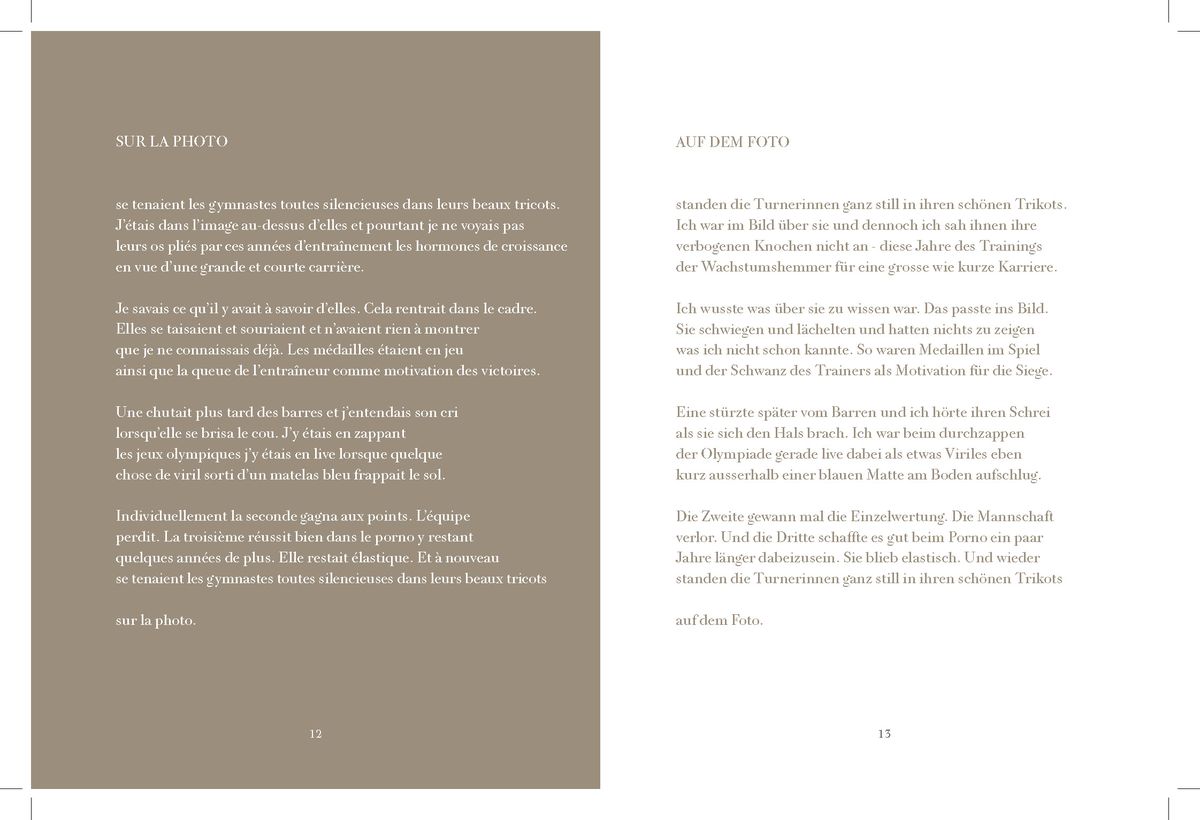 SUR LA PHOTO
se tenaient les gymnastes toutes silencieuses dans leurs beaux tricots.
J'étais dans l'image au-dessus d'elles et pourtant je ne voyais pas
leurs os pliés par ces années d'entraînement les hormones de croissance
en vue d'une grande et courte carrière.
Je savais ce qu'il y avait à savoir d'elles. Cela rentrait dans le cadre.
Elles se taisaient et souriaient et n'avaient rien à montrer
que je ne connaissais déjà. Les médailles étaient en jeu
ainsi que la queue de l'entraîneur comme motivation des victoires.
Une chutait plus tard des barres et j'entendais son cri
lorsqu'elle se brisa le cou. J'y étais en zappant
les jeux olympiques j'y étais en live lorsque quelque
chose de viril sorti d'un matelas bleu frappait le sol.
Individuellement la seconde gagna aux points. L'équipe
perdit. La troisième réussit bien dans le porno y restant
quelques années de plus. Elle restait élastique. Et à nouveau
se tenaient les gymnastes toutes silencieuses dans leurs beaux tricots
sur la photo.
12
AUF DEM FOTO
standen die Turnerinnen ganz still in ihren schönen Trikots.
Ich war im Bild über sie und dennoch ich sah ihnen ihre
verbogenen Knochen nicht an - diese Jahre des Trainings
der Wachstumshemmer für eine grosse wie kurze Karriere.
Ich wusste was über sie zu wissen war. Das passte ins Bild.
Sie schwiegen und lächelten und hatten nichts zu zeigen
was ich nicht schon kannte. So waren Medaillen im Spiel
und der Schwanz des Trainers als Motivation für die Siege.
Eine stürzte später vom Barren und ich hörte ihren Schrei
als sie sich den Hals brach. Ich war beim durchzappen
der Olympiade gerade live dabei als etwas Viriles eben
kurz ausserhalb einer blauen Matte am Boden aufschlug.
Die Zweite gewann mal die Einzelwertung. Die Mannschaft
verlor. Und die Dritte schaffte es gut beim Porno ein paar
Jahre länger dabeizusein. Sie blieb elastisch. Und wieder
standen die Turnerinnen ganz still in ihren schönen Trikots
auf dem Foto.
13